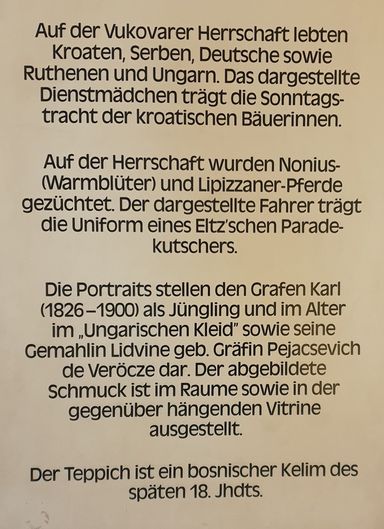 Auf der Vukovarer Herrschaft lebten
Kroaten, Serben, Deutsche sowie
Ruthenen und Ungarn. Das dargestellte
Dienstmädchen trägt die Sonntags-
tracht der kroatischen Bäuerinnen.
Auf der Herrschaft wurden Nonius-
(Warmblüter) und Lipizzaner-Pferde
gezüchtet. Der dargestellte Fahrer trägt
die Uniform eines Eltz'schen Parade-
kutschers.
Die Portraits stellen den Grafen Karl
(1826–1900) als Jüngling und im Alter
im „Ungarischen Kleid" sowie seine
Gemahlin Lidvine geb. Gräfin Pejacsevich
de Veröcze dar. Der abgebildete
Schmuck ist im Raume sowie in der
gegenüber hängenden Vitrine
ausgestellt.
Der Teppich ist ein bosnischer Kelim des
späten 18. Jhdts.